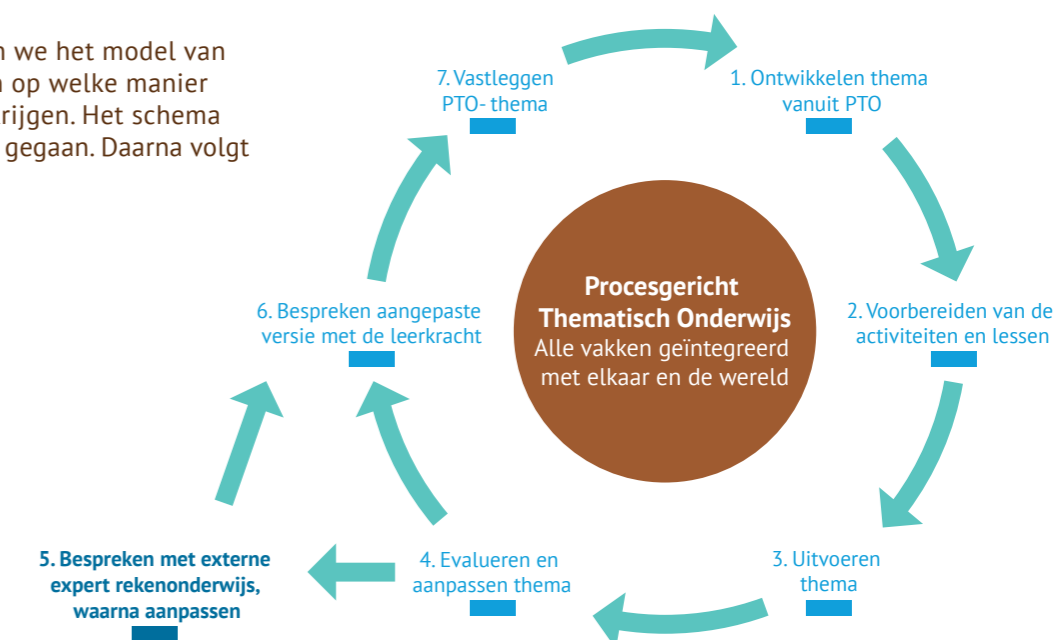 n we het model van
n op welke manier
rijgen. Het schema
gegaan. Daarna volgt
7. Vastleggen
PTO- thema
1. Ontwikkelen thema
vanuit PTO
Procesgericht
Thematisch Onderwijs
Alle vakken geïntegreerd
met elkaar en de wereld
6. Bespreken aangepaste
versie met de leerkracht
2. Voorbereiden van de
activiteiten en lessen
5. Bespreken met externe
expert rekenonderwijs,
waarna aanpassen
4. Evalueren en
aanpassen thema
3. Uitvoeren
thema